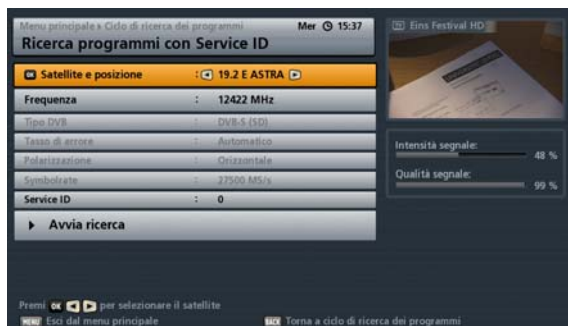 Menu principale › Ciclo di ricerca dei programmi
Mer 15:37
Ricerca programmi con Service ID
OK Satellite e posizione : 19.2 E ASTRA
Frequenza : 12422 MHz
Tipo DVB : DVB-S (SD)
Tasso di errore : Automatico
Polarizzazione : Orizzontale
Symbolrate : 27500 MS/s
Service ID : 0
Avvia ricerca
TV Eins Festival HD
Intensità segnale:
48 %
Qualità segnale:
99 %
Premi OK per selezionare il satellite
MENU Esci dal menu principale
BACK Torna a ciclo di ricerca dei programmi